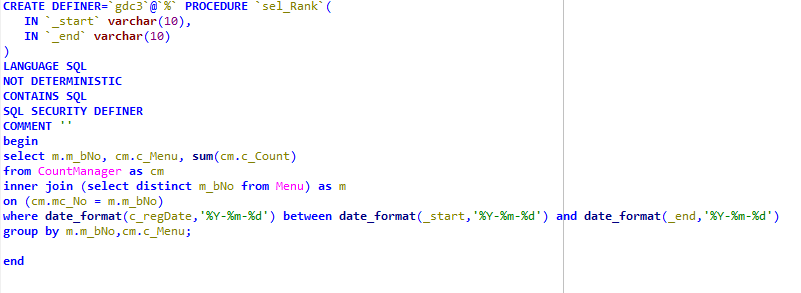 CREATE DEFINER=`gdc3`@`%` PROCEDURE `sel_Rank`(
IN `_start` varchar(10),
IN `_end` varchar(10)
)
LANGUAGE SQL
NOT DETERMINISTIC
CONTAINS SQL
SQL SECURITY DEFINER
COMMENT ''
begin
select m.m_bNo, cm.c_Menu, sum(cm.c_Count)
from CountManager as cm
inner join (select distinct m_bNo from Menu) as m
on (cm.mc_No = m.m_bNo)
where date_format(c_regDate,'%Y-%m-%d') between date_format(_start,'%Y-%m-%d') and date_format(_end,'%Y-%m-%d')
group by m.m_bNo,cm.c_Menu;
end